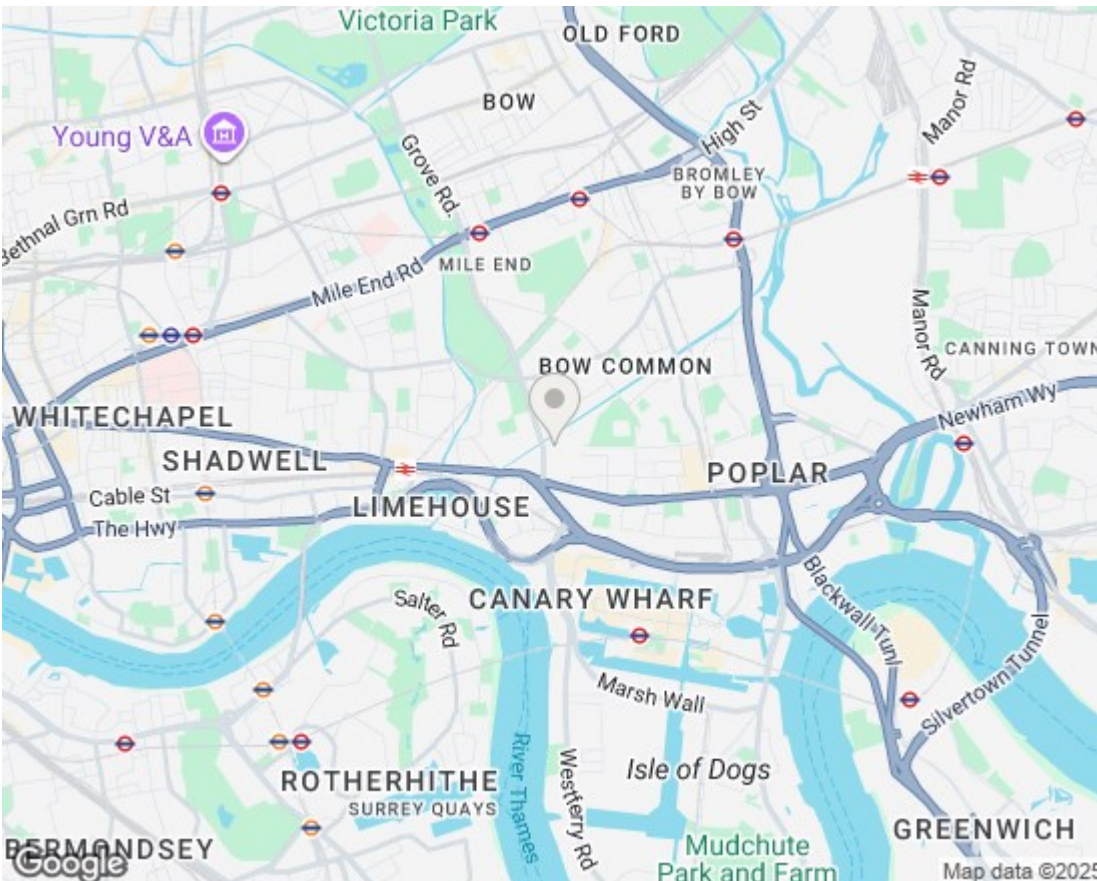 Victoria Park
OLD FORD
BOW
Manor Rd
Young V&A
Grove Rd.
High St
BROMLEY
BY BOW
Bethnal Grn Rd
MILE END
Mile End Rd
Manor Rd
CANNING TOWN
BOW COMMON
Newham Wy
WHITECHAPEL
SHADWELL
POPLAR
Cable St
LIMEHOUSE
The Hwy
Blackwall Tunl
CANARY WHARF
Salter Rd
Silvertown Tunnel
Marsh Wall
River Thames
Westferry Rd
Isle of Dogs
ROTHERHITHE
SURREY QUAYS
GREENWICH
Mudchute
Park and Farm
BERMONDSEY
Google
Map data ©2025